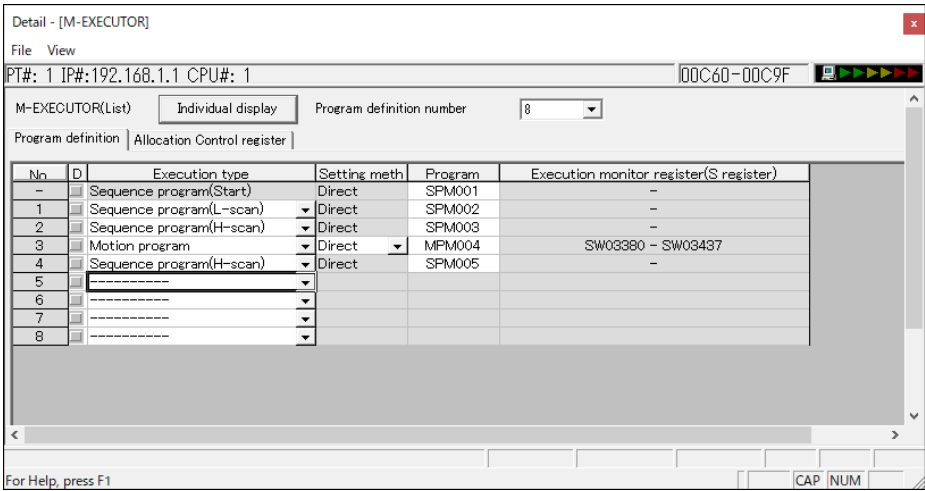 Detail - [M-EXECUTOR]
x
File View
PT#: 1 IP#:192.168.1.1 CPU#: 1 00C60-00C9F
M-EXECUTOR(List) Individual display Program definition number 8
Program definition Allocation Control register
No D Execution type Setting meth Program Execution monitor register(S register)
- Sequence program(Start) Direct SPM001 -
1 Sequence program(L-scan) Direct SPM002 -
2 Sequence program(H-scan) Direct SPM003 -
3 Motion program Direct MPM004 SW03380 - SW03437
4 Sequence program(H-scan) Direct SPM005 -
5 ----------
6 ----------
7 ----------
8 ----------
For Help, press F1 CAP NUM